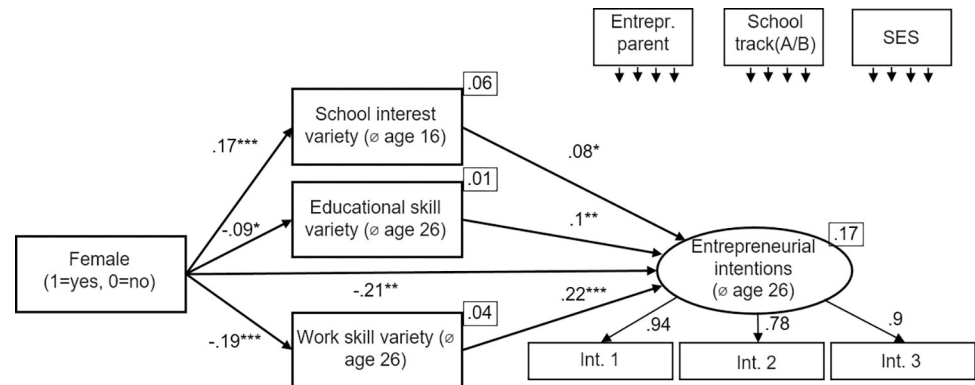 Entrepr.
parent
School
track(A/B)
SES
.06
School interest
variety (ø age 16)
.17***
.08*
.01
Educational skill
variety (ø age 26)
-.09*
.1**
Female
(1=yes, 0=no)
.17
Entrepreneurial
intentions
(ø age 26)
-.21**
.22***
-.19***
.04
Work skill variety (ø
age 26)
.94
.78
.9
Int. 1
Int. 2
Int. 3